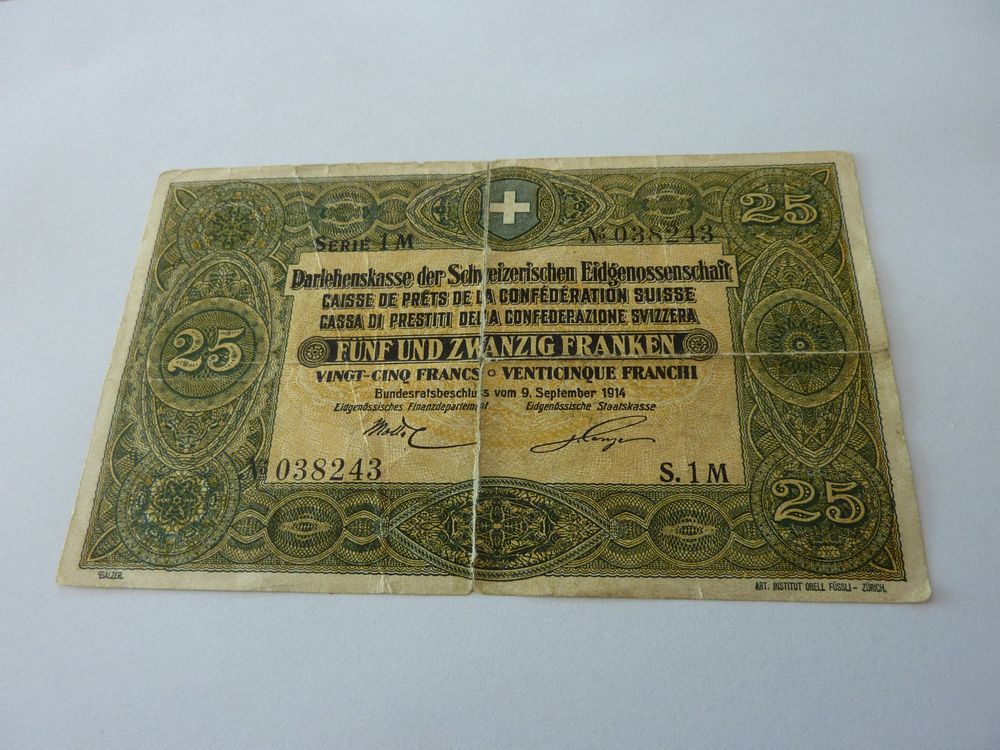 25
SERIE 1 M
№ 038243
Darlehenskasse der Schweizerischen Eidgenossenschaft
CAISSE DE PRÊTS DE LA CONFÉDÉRATION SUISSE
CASSA DI PRESTITI DELLA CONFEDERAZIONE SVIZZERA
25
FÜNF UND ZWANZIG FRANKEN
VINGT-CINQ FRANCS o VENTICINQUE FRANCHI
Bundesratsbeschluss vom 9. September 1914
Eidgenössisches Finanzdepartement
Eidgenössische Staatskasse
№ 038243
S. 1 M
25
BALZER.
ART. INSTITUT ORELL FÜSSLI - ZÜRICH.